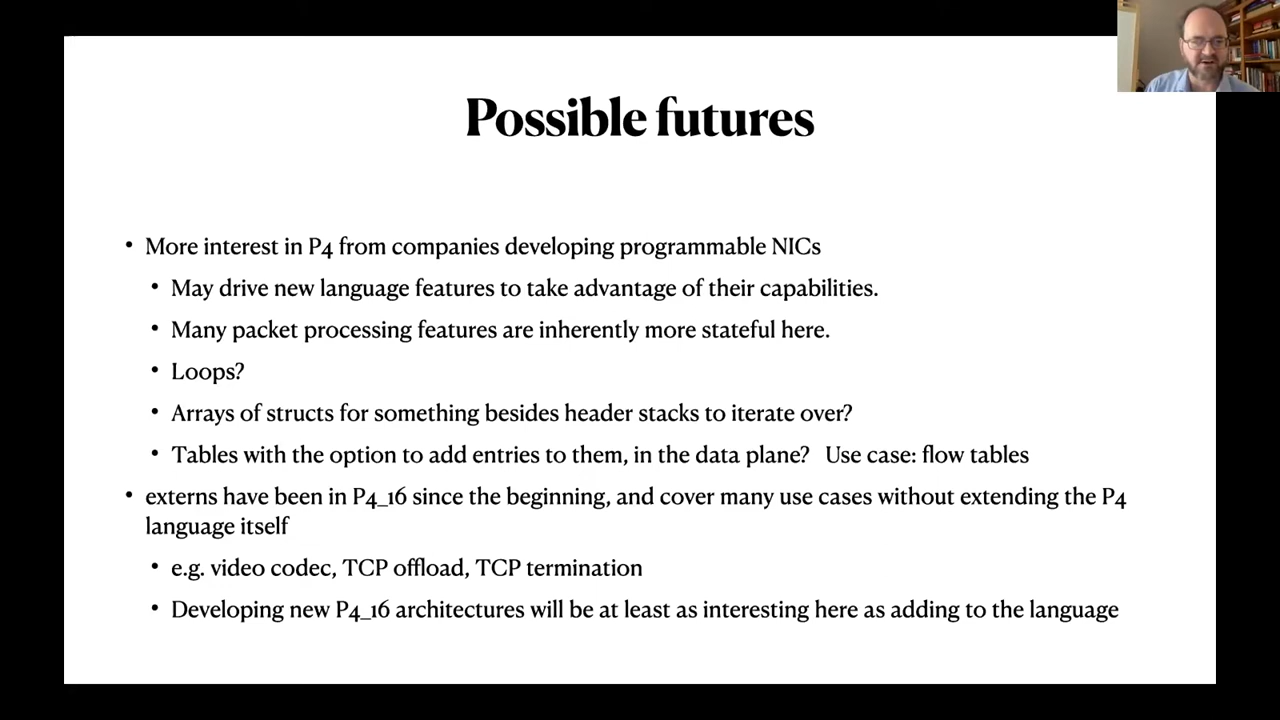 Possible futures
• More interest in P4 from companies developing programmable NICs
• May drive new language features to take advantage of their capabilities.
• Many packet processing features are inherently more stateful here.
• Loops?
• Arrays of structs for something besides header stacks to iterate over?
• Tables with the option to add entries to them, in the data plane?   Use case: flow tables
• externs have been in P4_16 since the beginning, and cover many use cases without extending the P4
language itself
• e.g. video codec, TCP offload, TCP termination
• Developing new P4_16 architectures will be at least as interesting here as adding to the language